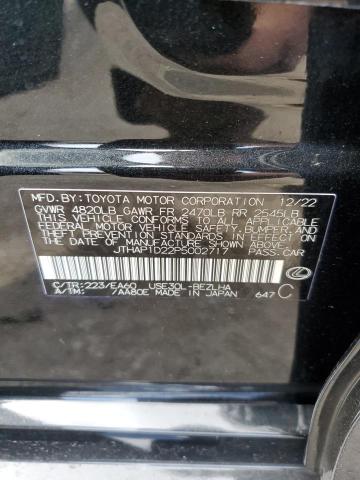 MFD.BY:TOYOTA MOTOR CORPORATION 12/22
GVWR 4820LB GAWR FR 2470LB RR 2545LB
THIS VEHICLE CONFORMS TO ALL APPLICABLE
FEDERAL MOTOR VEHICLE SAFETY, BUMPER, AND
THEFT PREVENTION STANDARDS IN EFFECT ON
THE DATE OF MANUFACTURE SHOWN ABOVE.
JTHAP1D22P5002717 PASS.CAR
C/TR:223/EA60 USE30L-BEZLHA
A/TM: /AA80E MADE IN JAPAN 647 C